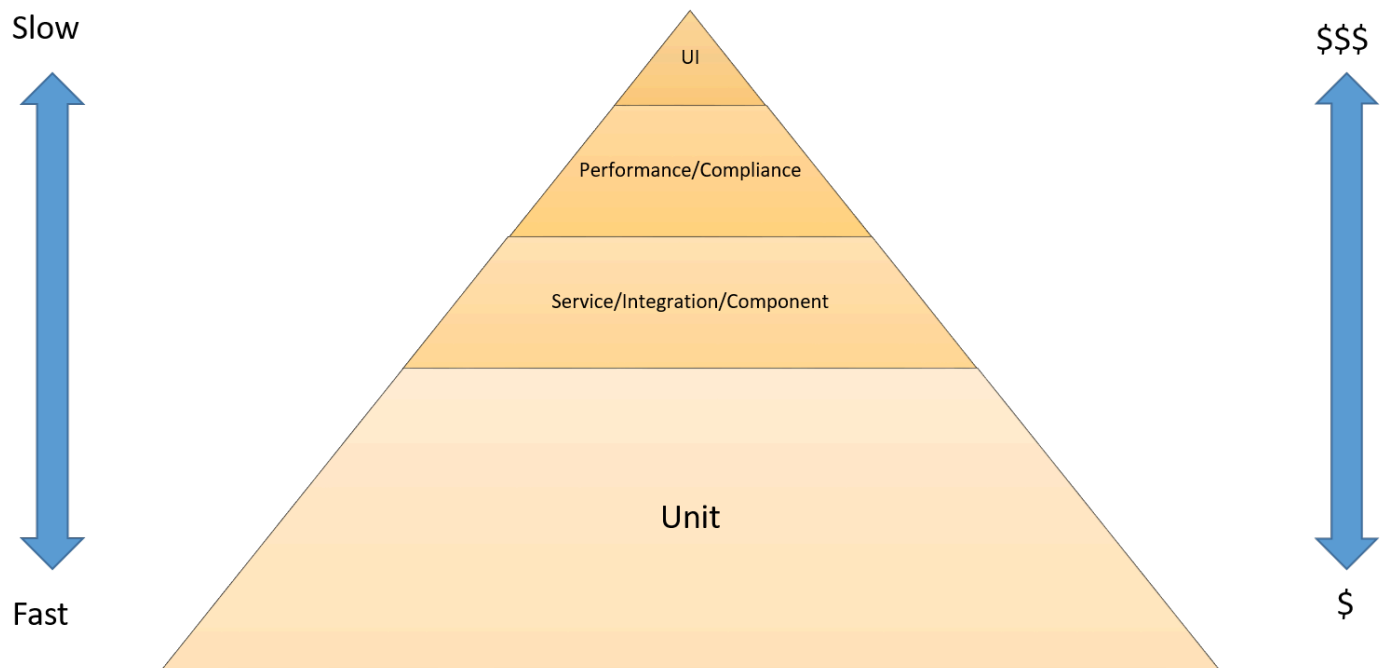 Slow
$$$
UI
Performance/Compliance
Service/Integration/Component
Unit
Fast
$